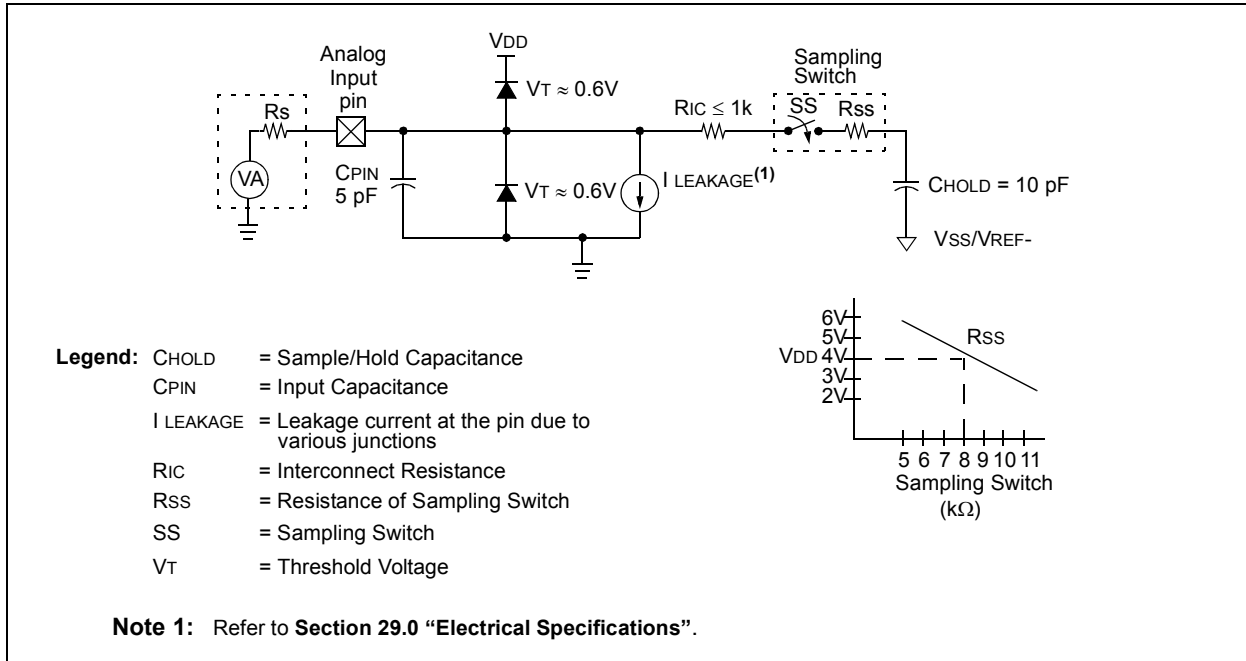 VDD
Analog
Input
pin
Sampling
Switch
VT ≈ 0.6V
Rs
RIC ≤ 1k
SS
Rss
VA
CPIN
5 pF
VT ≈ 0.6V
I LEAKAGE(1)
CHOLD = 10 pF
VSS/VREF-
6V
5V
VDD 4V
3V
2V
RSS
5 6 7 8 9 10 11
Sampling Switch
(kΩ)
Legend: CHOLD = Sample/Hold Capacitance
CPIN = Input Capacitance
I LEAKAGE = Leakage current at the pin due to
various junctions
RIC = Interconnect Resistance
RSS = Resistance of Sampling Switch
SS = Sampling Switch
VT = Threshold Voltage
Note 1: Refer to Section 29.0 “Electrical Specifications”.